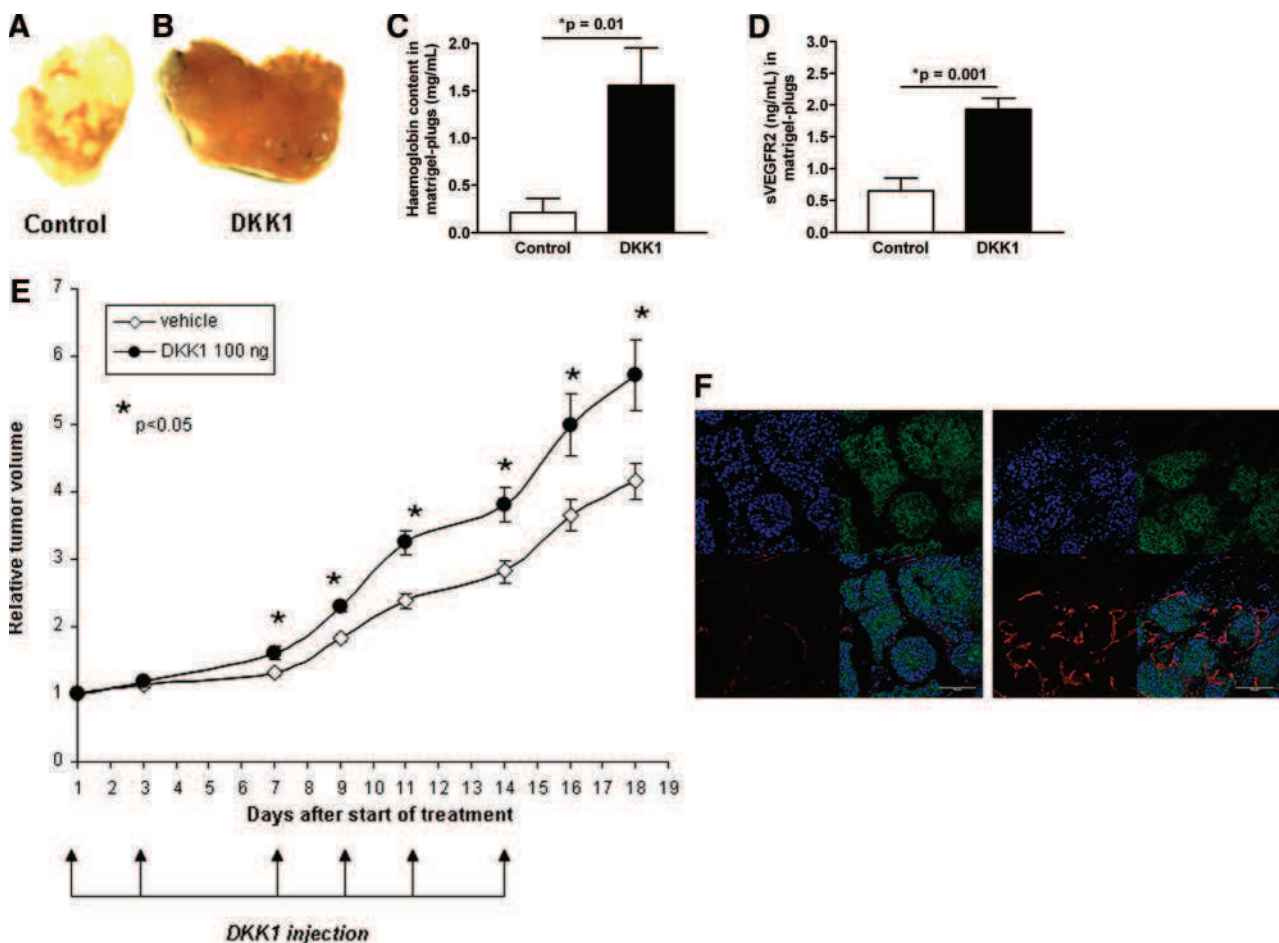 A
B
Control
DKK1
C
*p = 0.01
Haemoglobin content in
matrigel-plugs (mg/mL)
2.0
1.5
1.0
0.5
0.0
Control
DKK1
D
*p = 0.001
sVEGFR2 (ng/mL) in
matrigel-plugs
3.0
2.5
2.0
1.5
1.0
0.5
0.0
Control
DKK1
E
7
6
5
4
3
2
1
0
Relative tumor volume
vehicle
DKK1 100 ng
*
p<0.05
* * * * * * 
1 2 3 4 5 6 7 8 9 10 11 12 13 14 15 16 17 18 19
Days after start of treatment
DKK1 injection
F